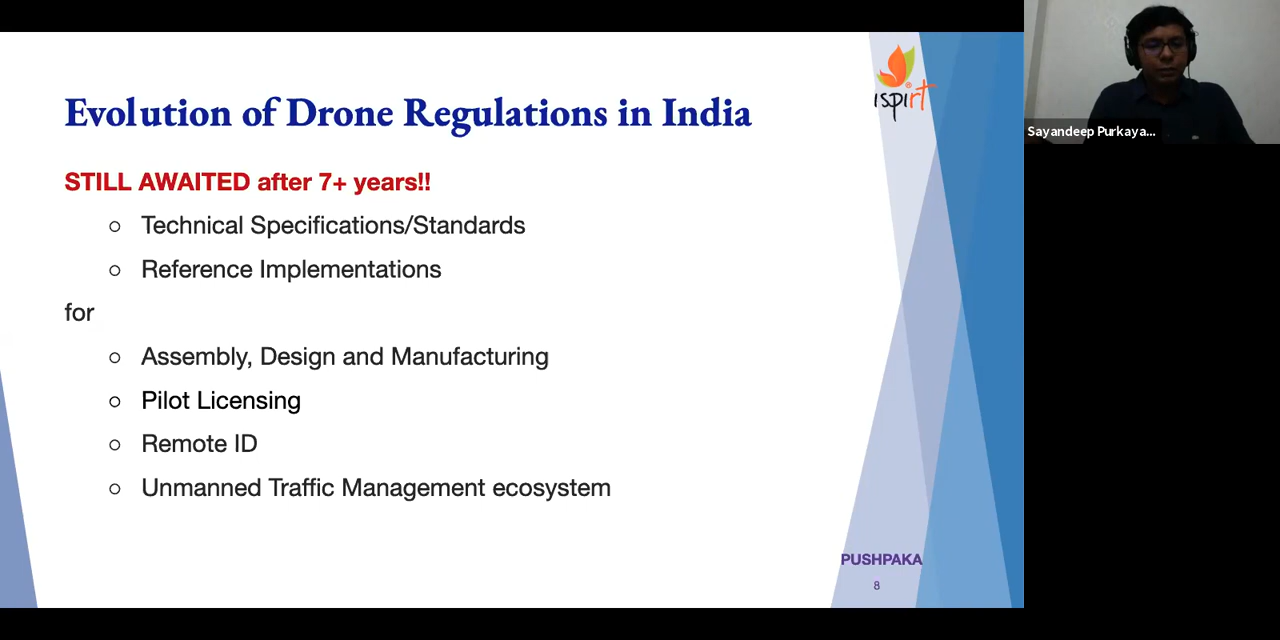 ispirt
Evolution of Drone Regulations in India
STILL AWAITED after 7+ years!!
○ Technical Specifications/Standards
○ Reference Implementations
for
○ Assembly, Design and Manufacturing
○ Pilot Licensing
○ Remote ID
○ Unmanned Traffic Management ecosystem
PUSHPAKA
8
Sayandeep Purkaya...